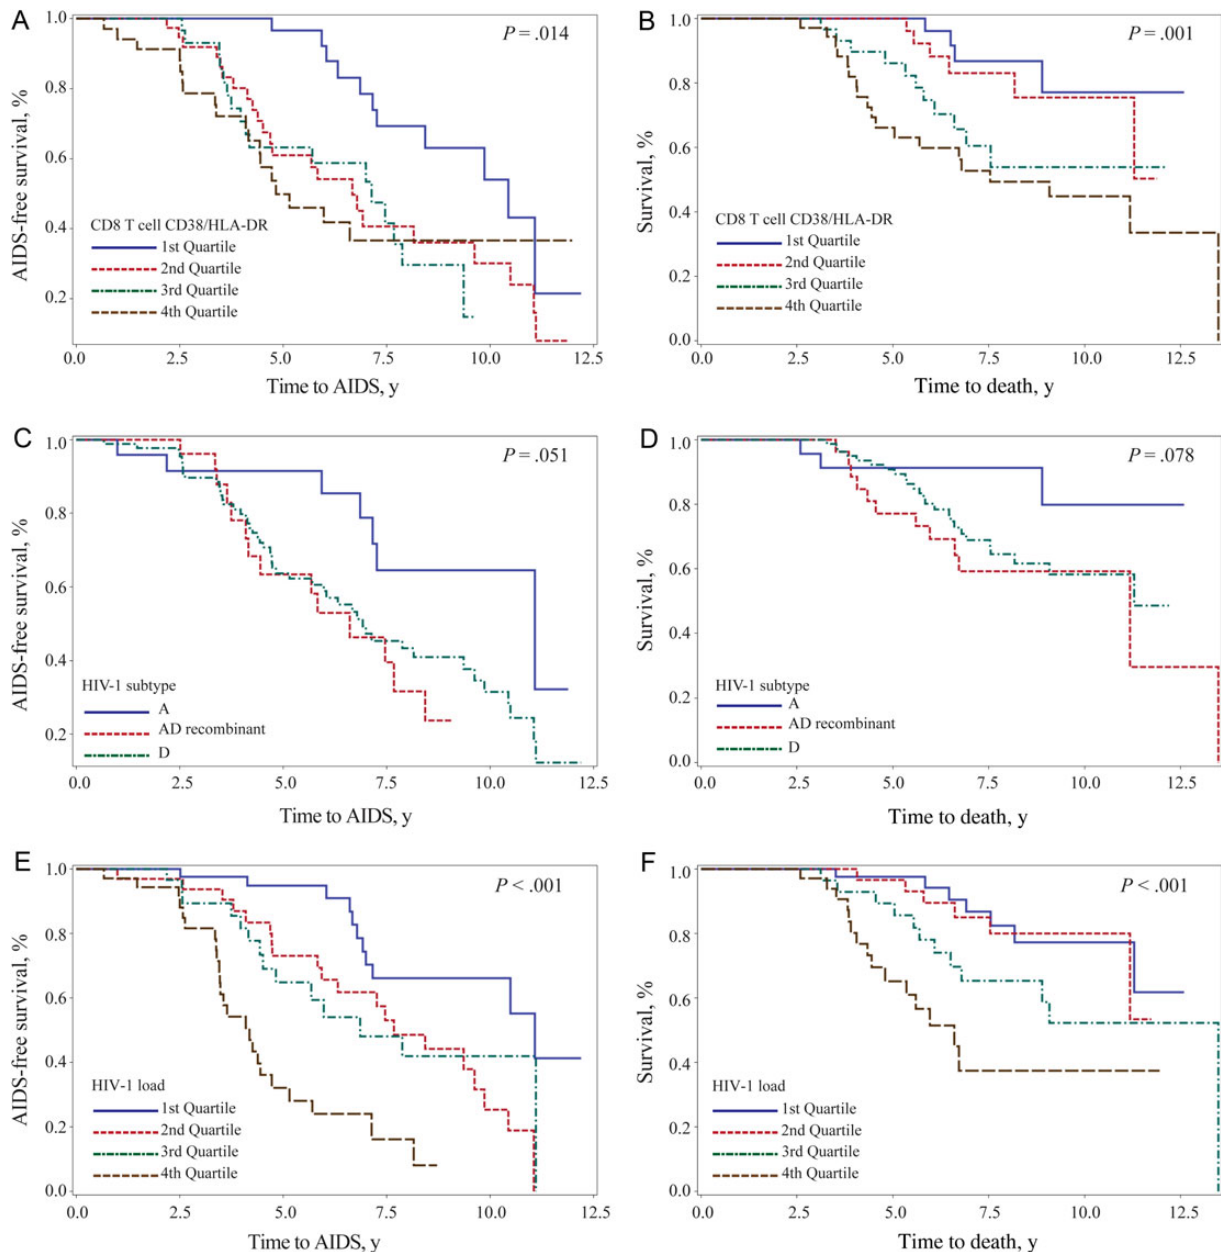 A
P = .014
AIDS-free survival, %
1.0
0.8
0.6
0.4
0.2
CD8 T cell CD38/HLA-DR
1st Quartile
2nd Quartile
3rd Quartile
4th Quartile
0.0 2.5 5.0 7.5 10.0 12.5
Time to AIDS, y
B
P = .001
Survival, %
1.0
0.8
0.6
0.4
0.2
0.0
CD8 T cell CD38/HLA-DR
1st Quartile
2nd Quartile
3rd Quartile
4th Quartile
0.0 2.5 5.0 7.5 10.0 12.5
Time to death, y
C
P = .051
AIDS-free survival, %
1.0
0.8
0.6
0.4
0.2
HIV-1 subtype
A
AD recombinant
D
0.0 2.5 5.0 7.5 10.0 12.5
Time to AIDS, y
D
P = .078
Survival, %
1.0
0.8
0.6
0.4
0.2
0.0
HIV-1 subtype
A
AD recombinant
D
0.0 2.5 5.0 7.5 10.0 12.5
Time to death, y
E
P < .001
AIDS-free survival, %
1.0
0.8
0.6
0.4
0.2
0.0
HIV-1 load
1st Quartile
2nd Quartile
3rd Quartile
4th Quartile
0.0 2.5 5.0 7.5 10.0 12.5
Time to AIDS, y
F
P < .001
Survival, %
1.0
0.8
0.6
0.4
0.2
0.0
HIV-1 load
1st Quartile
2nd Quartile
3rd Quartile
4th Quartile
0.0 2.5 5.0 7.5 10.0 12.5
Time to death, y